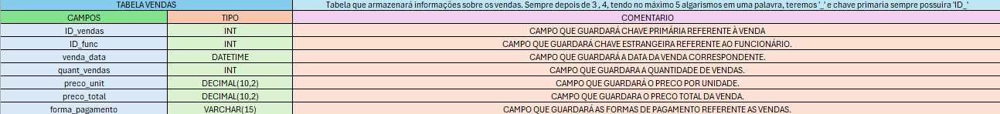 TABELA VENDAS Tabela que armazenará informações sobre os vendas. Sempre depois de 3 , 4, tendo no máximo 5 algarismos em uma palavra, teremos '_' e chave primaria sempre possuira 'ID_'
CAMPOS TIPO COMENTARIO
ID_vendas INT CAMPO QUE GUARDARÁ CHAVE PRIMÁRIA REFERENTE À VENDA
ID_func INT CAMPO QUE GUARDARÁ CHAVE ESTRANGEIRA REFERENTE AO FUNCIONÁRIO.
venda_data DATETIME CAMPO QUE GUARDARÁ A DATA DA VENDA CORRESPONDENTE.
quant_vendas INT CAMPO QUE GUARDARA A QUANTIDADE DE VENDAS.
preco_unit DECIMAL(10,2) CAMPO QUE GUARDARÁ O PRECO POR UNIDADE.
preco_total DECIMAL(10,2) CAMPO QUE GUARDARA O PRECO TOTAL DA VENDA.
forma_pagamento VARCHAR(15) CAMPO QUE GUARDARÁ AS FORMAS DE PAGAMENTO REFERENTE AS VENDAS.